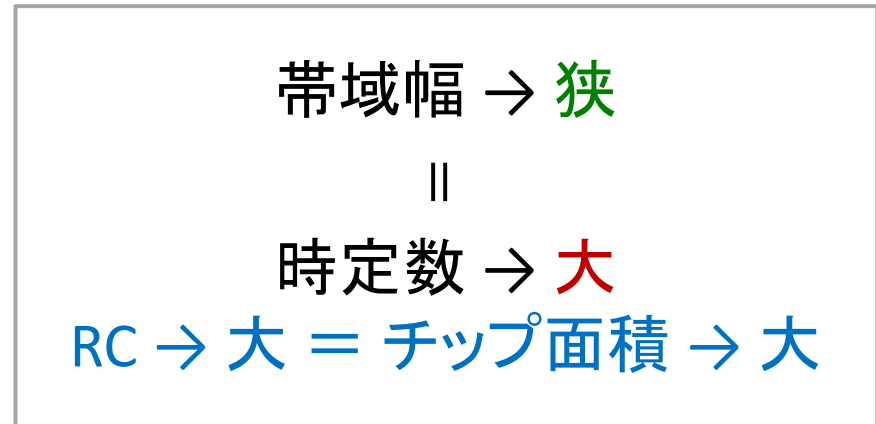 帯域幅 → 狭
=
時定数 → 大
RC → 大 = チップ面積 → 大